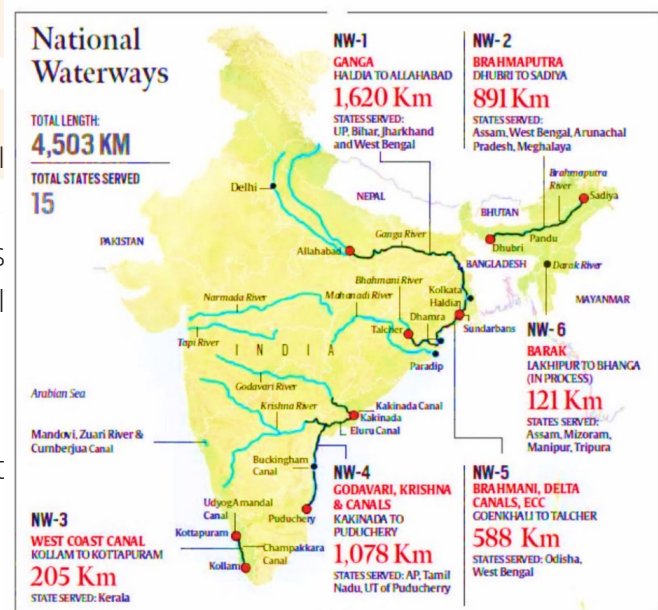 National
Waterways
TOTAL LENGTH:
4,503 KM
TOTAL STATES SERVED
15
NW-1
GANGA
HALDIA TO ALLAHABAD
1,620 Km
STATES SERVED:
UP, Bihar, Jharkhand
and West Bengal
NW-2
BRAHMAPUTRA
DHUBRI TO SADIYA
891 Km
STATES SERVED:
Assam, West Bengal, Arunachal
Pradesh, Meghalaya
Brahmaputra
River
Sadiya
Delhi
NEPAL
BHUTAN
PAKISTAN
Ganga River
Allahabad
Pandu
Dhubri
BANGLADESH
Darak River
MAYANMAR
Narmada River
Mahanadi River
Bhahmani River
Kolkata
Haldia
Dhamra
Talcher
Sundarbans
Paradip
Tapi River
INDIA
NW-6
BARAK
LAKHIPUR TO BHANGA
(IN PROCESS)
121 Km
STATES SERVED:
Assam, Mizoram,
Manipur, Tripura
Arabian Sea
Godavari River
Krishna River
Kakinada Canal
Kakinada
Eluru Canal
Mandovi, Zuari River &
Cumberjua Canal
Buckingham
Canal
NW-4
GODAVARI, KRISHNA
& CANALS
KAKINADA TO
PUDUCHERY
1,078 Km
STATES SERVED: AP, Tamil
Nadu, UT of Puducherry
NW-5
BRAHMANI, DELTA
CANALS, ECC
GOENKHALI TO TALCHER
588 Km
STATES SERVED: Odisha,
West Bengal
NW-3
WEST COAST CANAL
KOLLAM TO KOTTAPURAM
205 Km
STATE SERVED: Kerala
Udyog Amandal
Canal
Puduchery
Kottapuram
Champakkara
Canal
Kollam